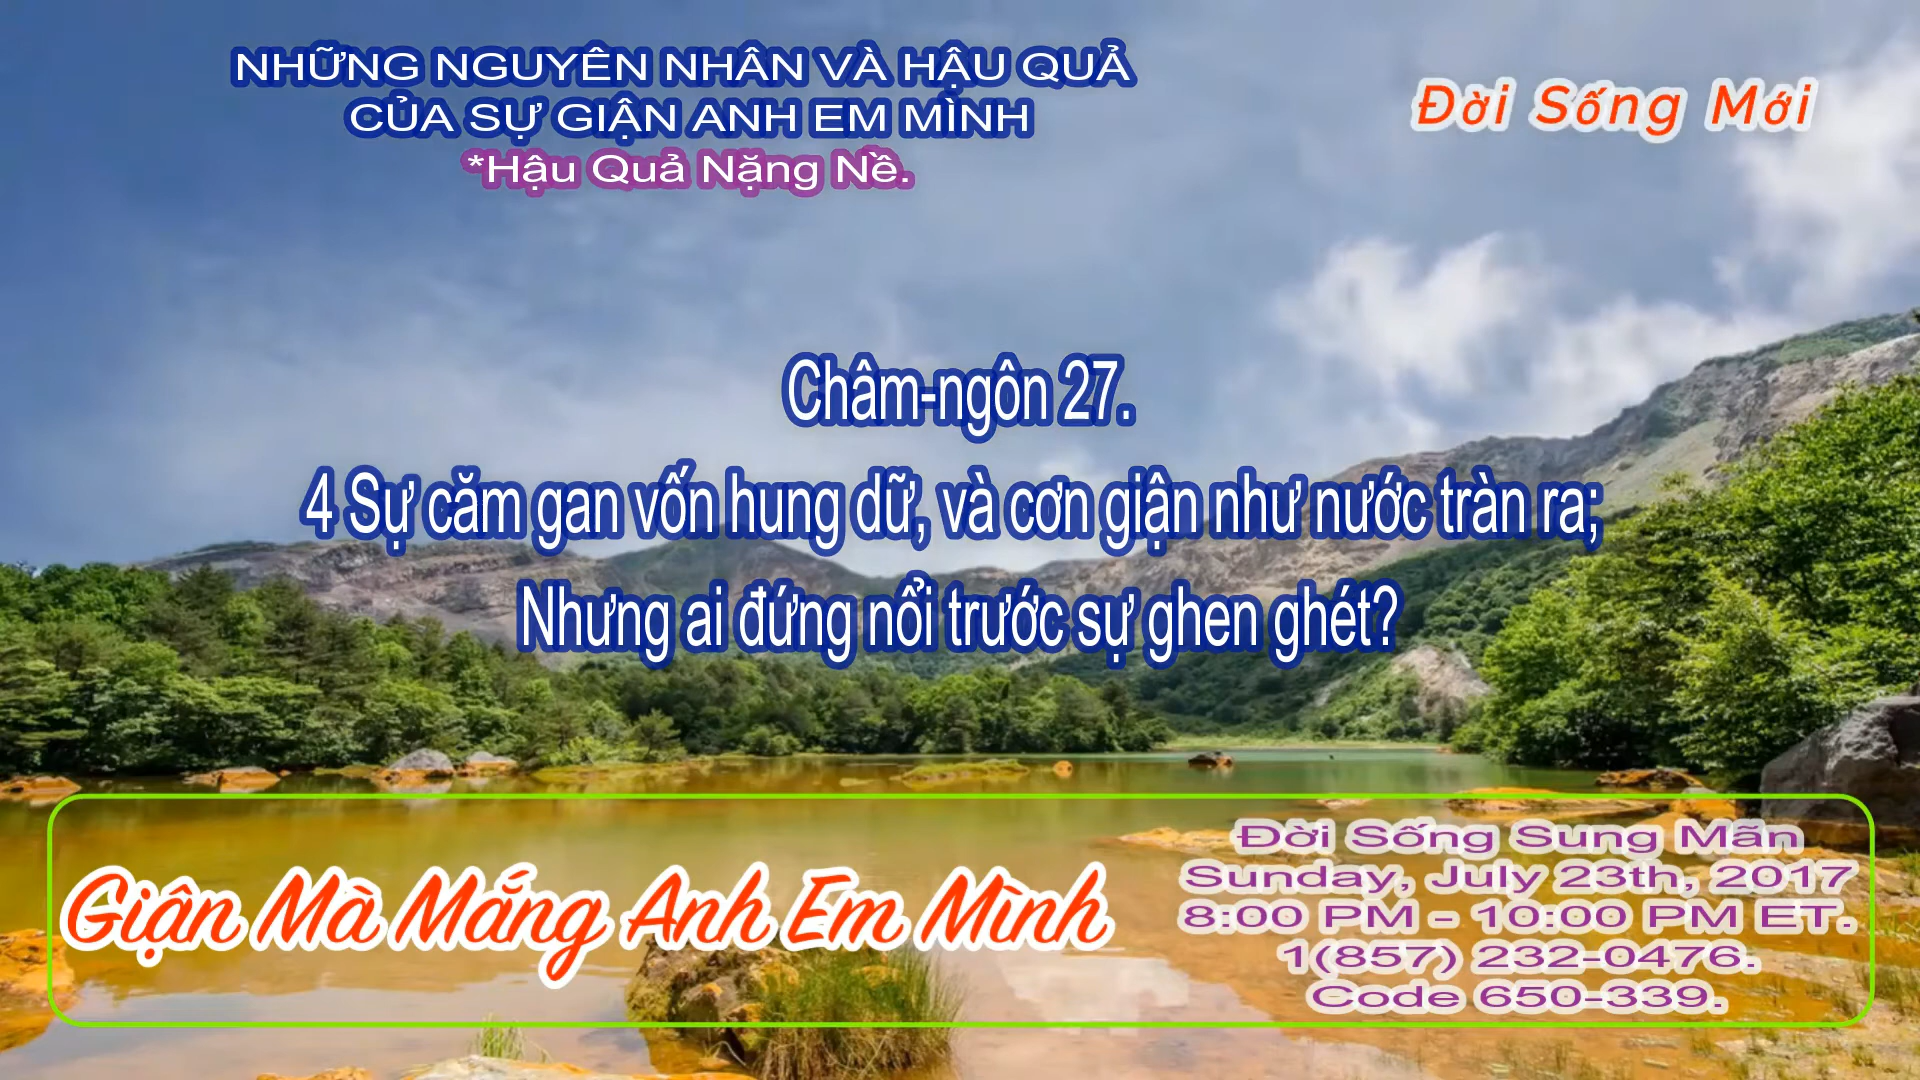 NHỮNG NGUYÊN NHÂN VÀ HẬU QUẢ
CỦA SỰ GIẬN ANH EM MÌNH
*Hậu Quả Nặng Nề.
Đời Sống Mới
Châm-ngôn 27.
4 Sự căm gan vốn hung dữ, và cơn giận như nước tràn ra;
Nhưng ai đứng nổi trước sự ghen ghét?
Giận Mà Mắng Anh Em Mình
Đời Sống Sung Mãn
Sunday, July 23th, 2017
8:00 PM - 10:00 PM ET.
1(857) 232-0476.
Code 650-339.